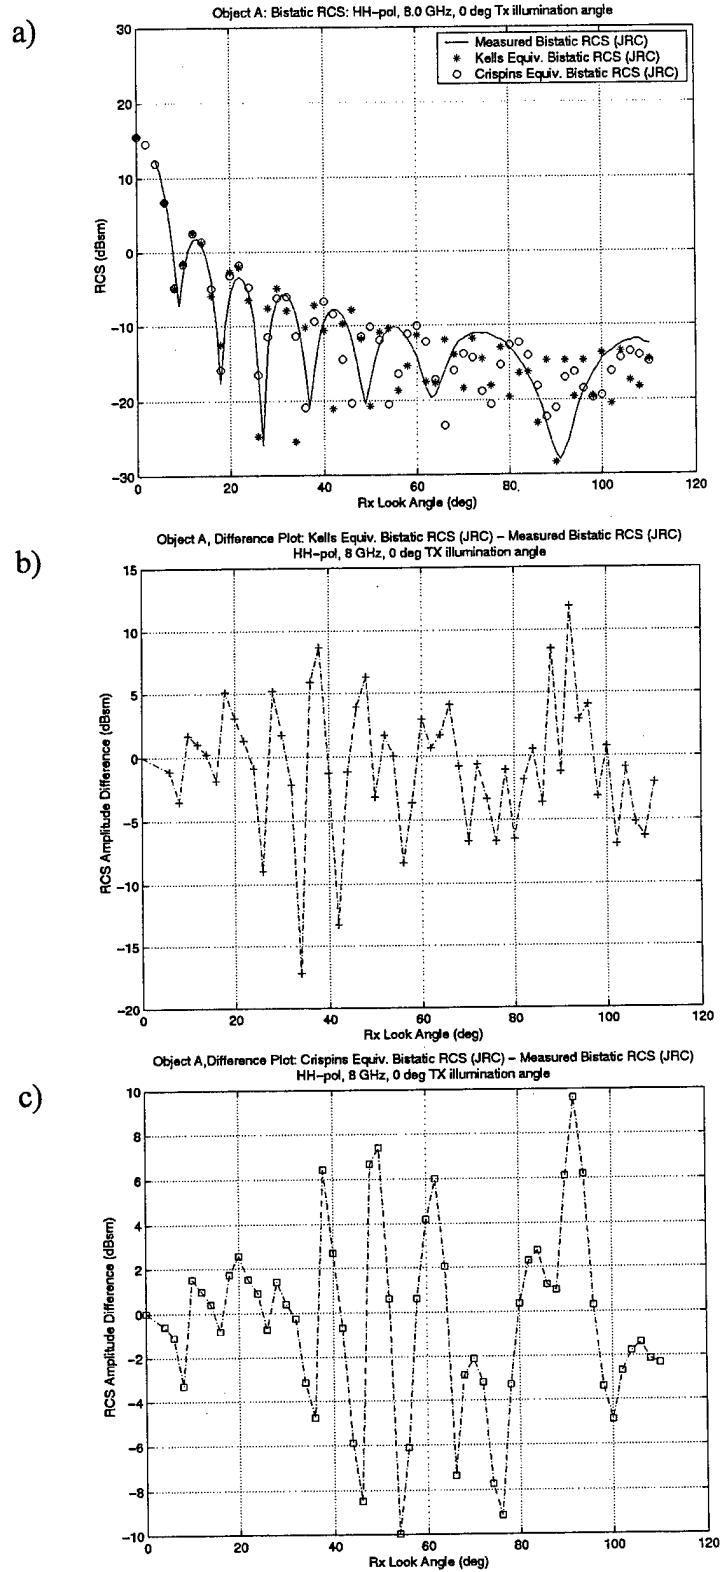 a)
Object A: Bistatic RCS: HH-pol, 8.0 GHz, 0 deg Tx illumination angle
Measured Bistatic RCS (JRC)
Kells Equiv. Bistatic RCS (JRC)
Crispins Equiv. Bistatic RCS (JRC)
30
20
10
0
-10
-20
-30
RCS (dBsm)
0
20
40
60
80
100
120
Rx Look Angle (deg)
b)
Object A, Difference Plot: Kells Equiv. Bistatic RCS (JRC) - Measured Bistatic RCS (JRC)
HH-pol, 8 GHz, 0 deg TX illumination angle
15
10
5
0
-5
-10
-15
-20
RCS Amplitude Difference (dBsm)
0
20
40
60
80
100
120
Rx Look Angle (deg)
c)
Object A,Difference Plot: Crispins Equiv. Bistatic RCS (JRC) - Measured Bistatic RCS (JRC)
HH-pol, 8 GHz, 0 deg TX illumination angle
10
8
6
4
2
0
-2
-4
-6
-8
-10
RCS Amplitude Difference (dBsm)
0
20
40
60
80
100
120
Rx Look Angle (deg)